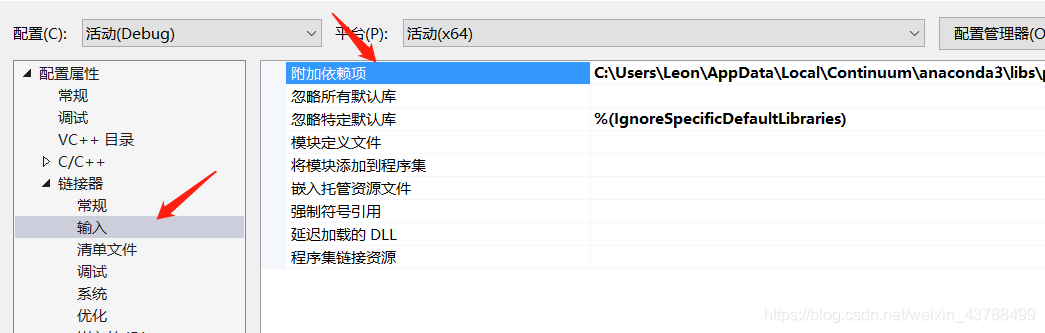 配置(C): 活动(Debug) 平台(P): 活动(x64) 配置管理器(O
配置属性
常规
调试
VC++ 目录
C/C++
链接器
常规
输入
清单文件
调试
系统
优化
附加依赖项 C:\Users\Leon\AppData\Local\Continuum\anaconda3\libs\p
忽略所有默认库
忽略特定默认库 %(IgnoreSpecificDefaultLibraries)
模块定义文件
将模块添加到程序集
嵌入托管资源文件
强制符号引用
延迟加载的 DLL
程序集链接资源
https://blog.csdn.net/weixin_43788499